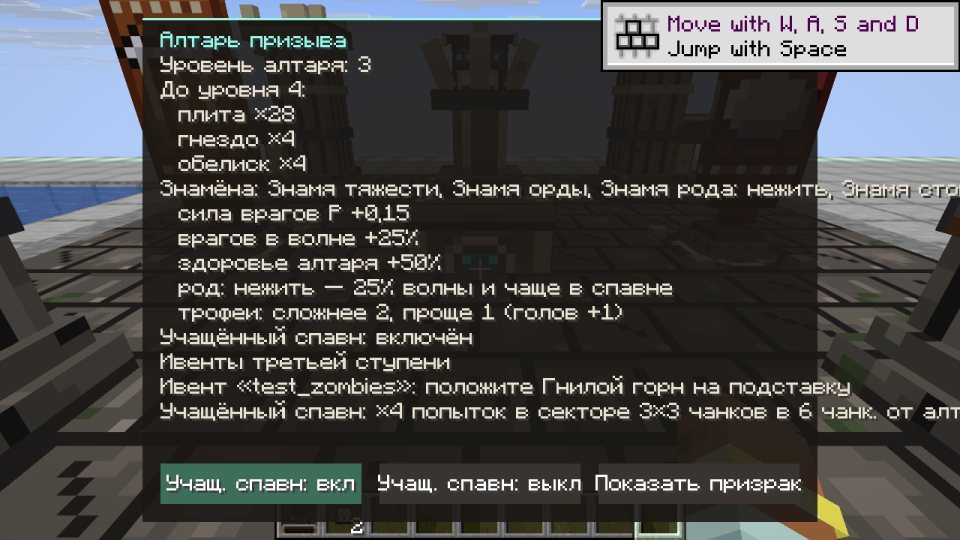 Move with W, A, S and D
Jump with Space
Алтарь призыва
Уровень алтаря: 3
До уровня 4:
плита ×28
гнездо ×4
обелиск ×4
Знамёна: Знамя тяжести, Знамя орды, Знамя рода: нежить, Знамя сто
сила врагов P +0,15
врагов в волне +25%
здоровье алтаря +50%
род: нежить — 25% волны и чаще в спавне
трофеи: сложнее 2, проще 1 (голов +1)
Учащённый спавн: включён
Ивенты третьей ступени
Ивент «test_zombies»: положите Гнилой горн на подставку
Учащённый спавн: ×4 попыток в секторе 3×3 чанков в 6 чанк. от алт
Учащ. спавн: вкл
Учащ. спавн: выкл
Показать призрак
2